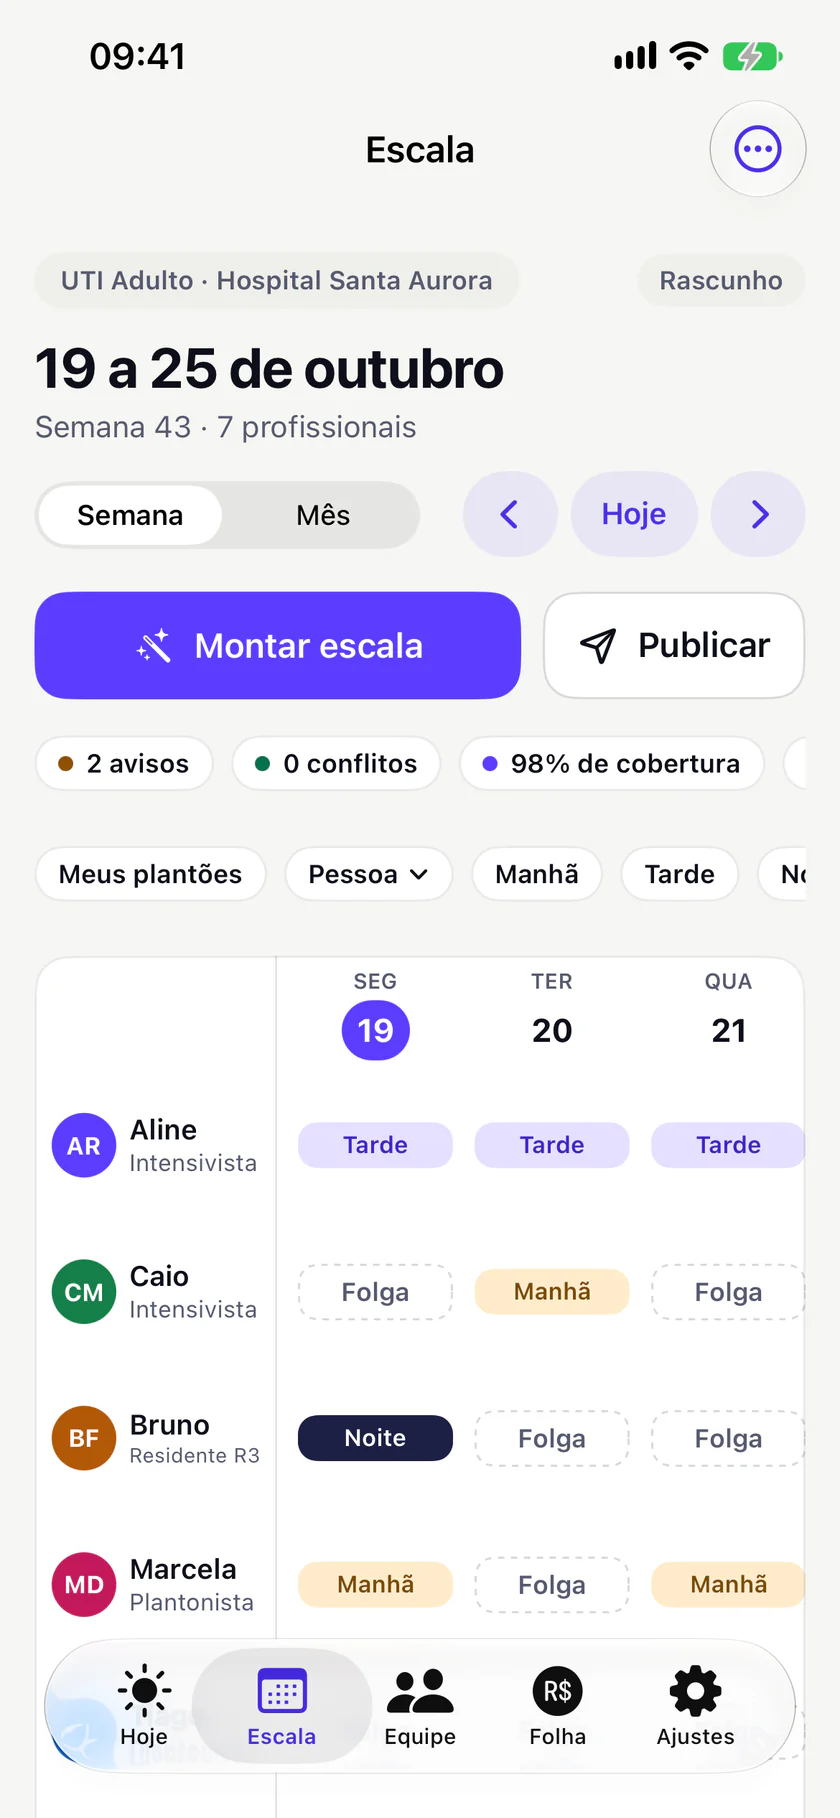 09:41
Escala
UTI Adulto · Hospital Santa Aurora
Rascunho
19 a 25 de outubro
Semana 43 · 7 profissionais
Semana
Mês
Hoje
Montar escala
Publicar
2 avisos
0 conflitos
98% de cobertura
Meus plantões
Pessoa
Manhã
Tarde
SEG
TER
QUA
19
20
21
AR
Aline
Intensivista
Tarde
Tarde
Tarde
CM
Caio
Intensivista
Folga
Manhã
Folga
BF
Bruno
Residente R3
Noite
Folga
Folga
MD
Marcela
Plantonista
Manhã
Folga
Manhã
R$
Hoje
Escala
Equipe
Folha
Ajustes